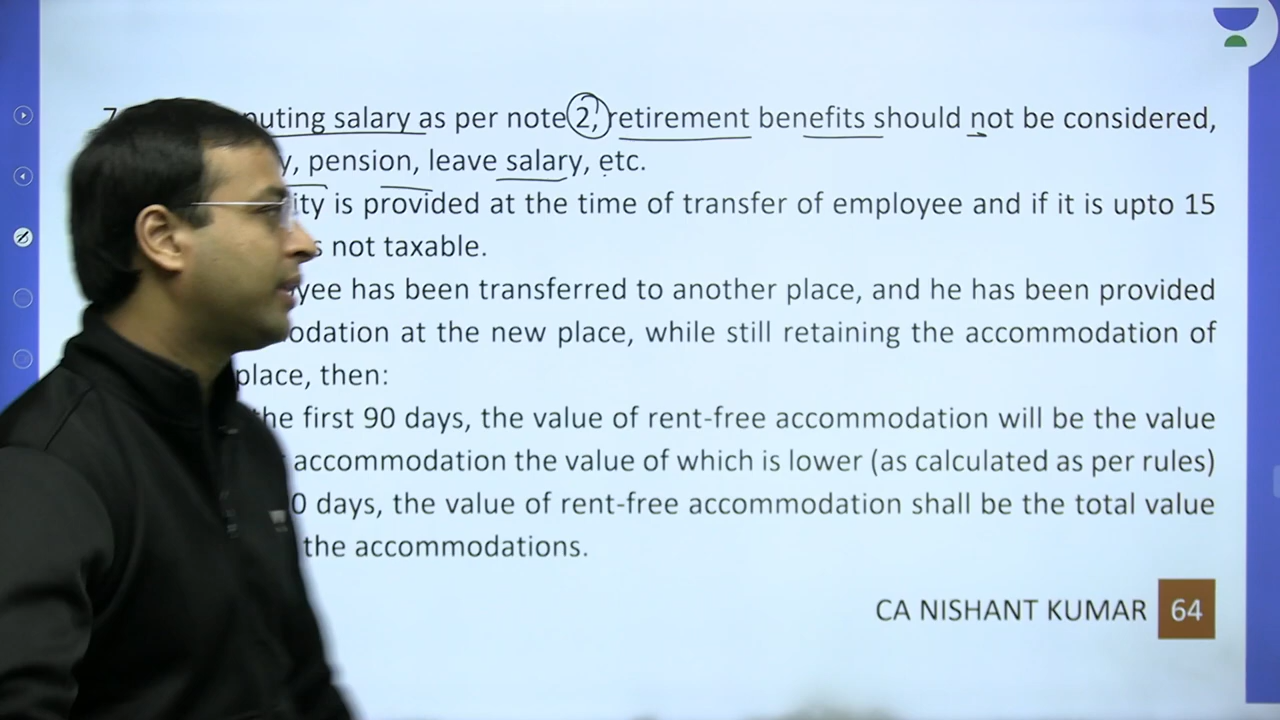 7. puting salary as per note 2, retirement benefits should not be considered,
y, pension, leave salary, etc.
ity is provided at the time of transfer of employee and if it is upto 15
s not taxable.
yee has been transferred to another place, and he has been provided
odation at the new place, while still retaining the accommodation of
place, then:
the first 90 days, the value of rent-free accommodation will be the value
accommodation the value of which is lower (as calculated as per rules)
0 days, the value of rent-free accommodation shall be the total value
the accommodations.
CA NISHANT KUMAR 64